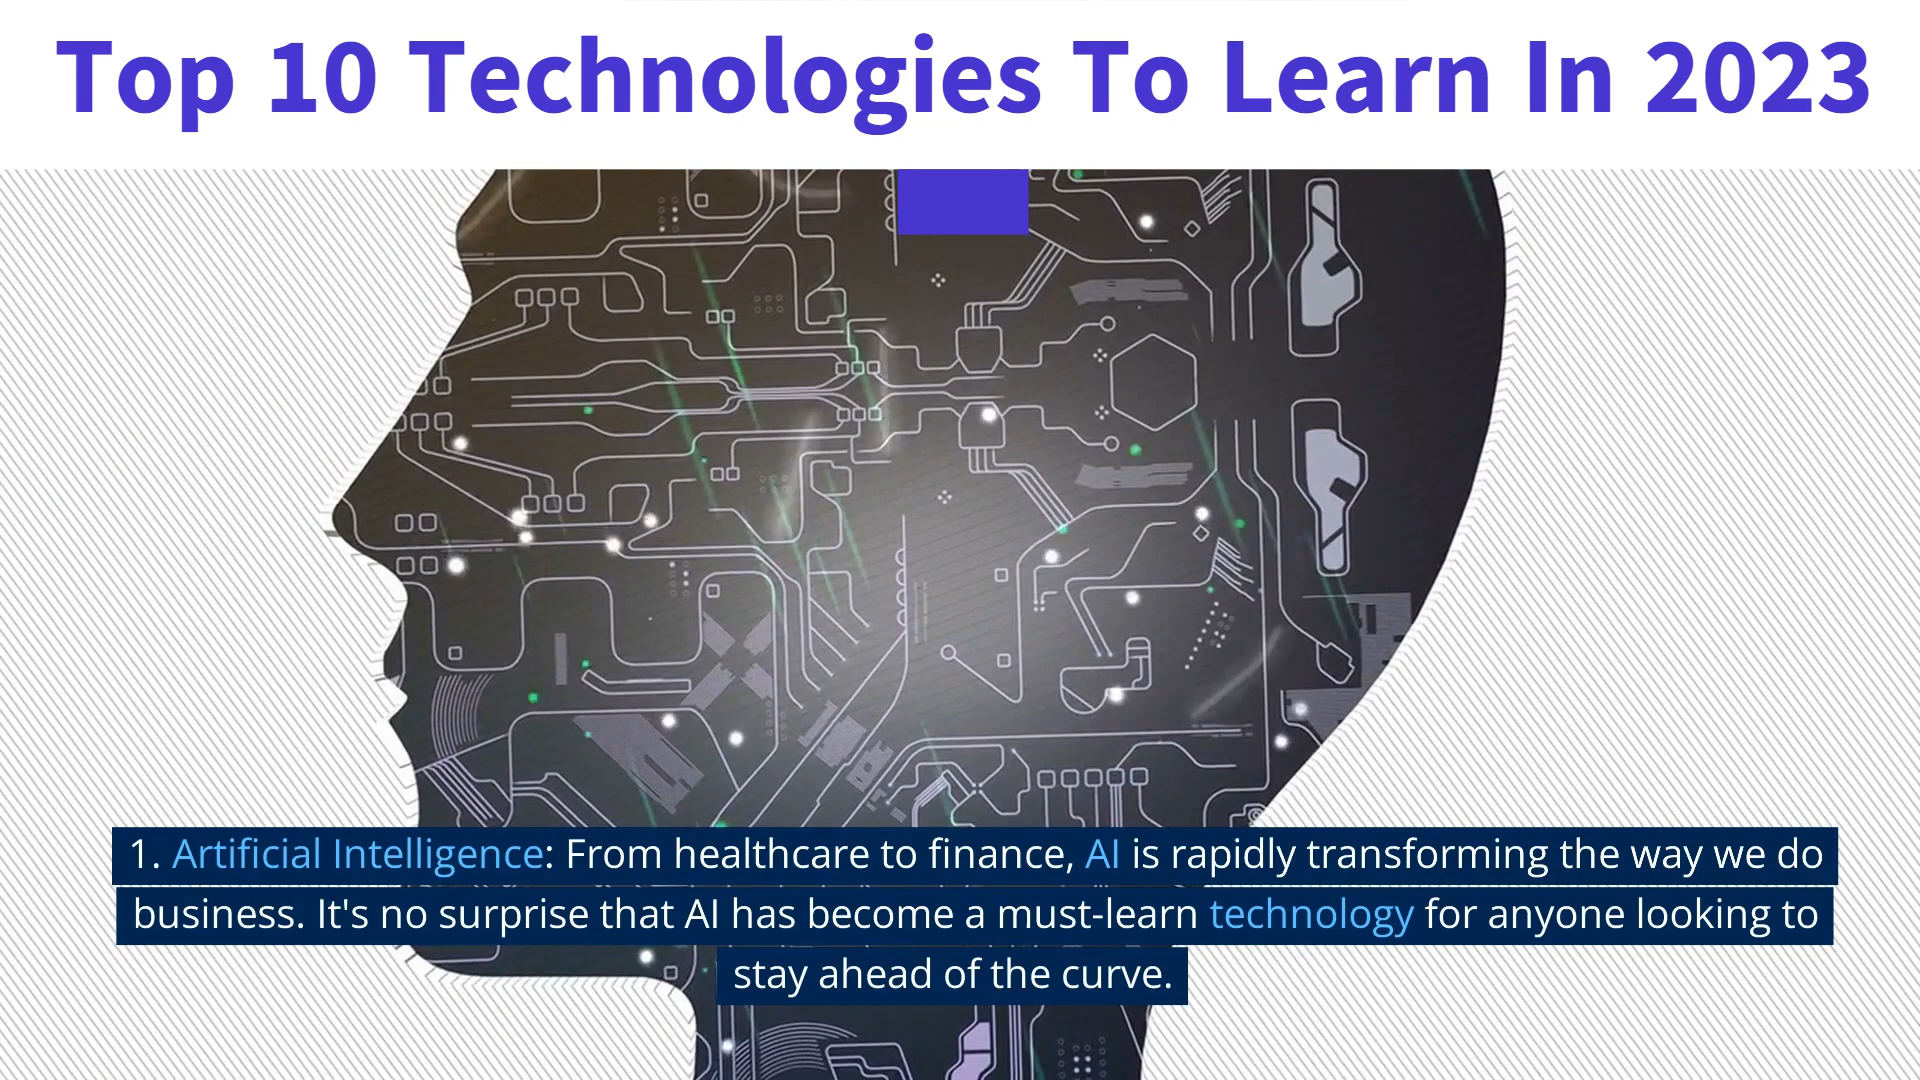 Top 10 Technologies To Learn In 2023
1. Artificial Intelligence: From healthcare to finance, AI is rapidly transforming the way we do
business. It's no surprise that AI has become a must-learn technology for anyone looking to
stay ahead of the curve.